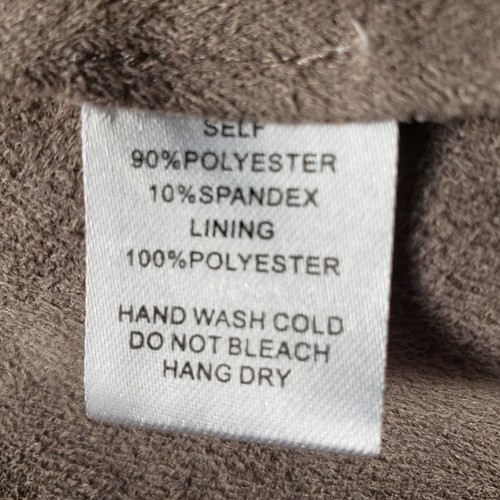 SELF
90%POLYESTER
10%SPANDEX
LINING
100%POLYESTER
HAND WASH COLD
DO NOT BLEACH
HANG DRY